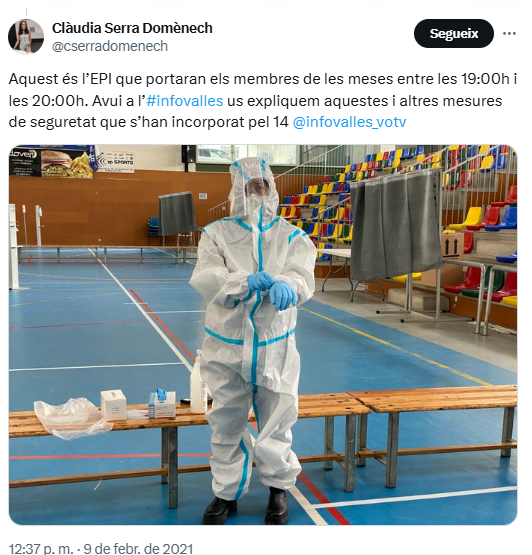 Clàudia Serra Domènech
@cserradomenech
Segueix
Aquest és l'EPI que portaran els membres de les meses entre les 19:00h i
les 20:00h. Avui a l'#infovalles us expliquem aquestes i altres mesures
de seguretat que s'han incorporat pel 14 @infovalles_votv
SPORTS
12:37 p. m. · 9 de febr. de 2021